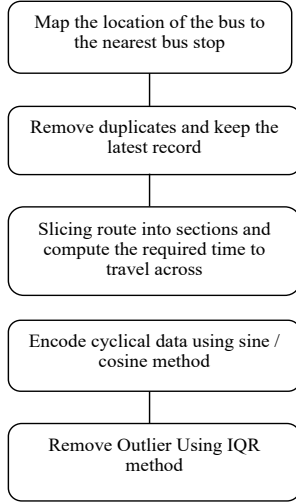 Map the location of the bus to
the nearest bus stop
Remove duplicates and keep the
latest record
Slicing route into sections and
compute the required time to
travel across
Encode cyclical data using sine /
cosine method
Remove Outlier Using IQR
method